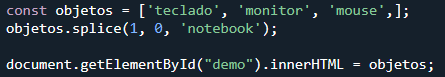 const objetos = ['teclado', 'monitor', 'mouse',];
objetos.splice(1, 0, 'notebook');
document.getElementById("demo").innerHTML = objetos;